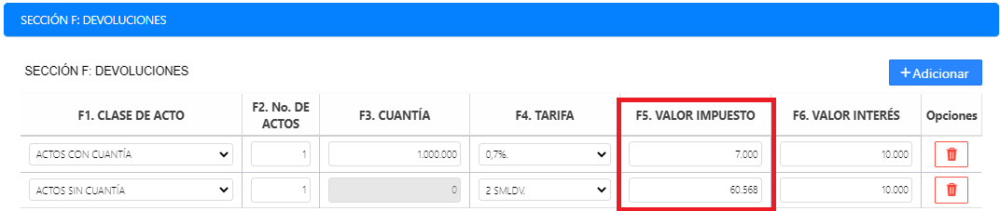 SECCIÓN F: DEVOLUCIONES
SECCIÓN F: DEVOLUCIONES
+Adicionar
F1. CLASE DE ACTO F2. No. DE ACTOS F3. CUANTÍA F4. TARIFA F5. VALOR IMPUESTO F6. VALOR INTERÉS Opciones
ACTOS CON CUANTÍA 1 1.000.000 0,7%. 7.000 10.000
ACTOS SIN CUANTÍA 1 0 2 SMLDV. 60.568 10.000